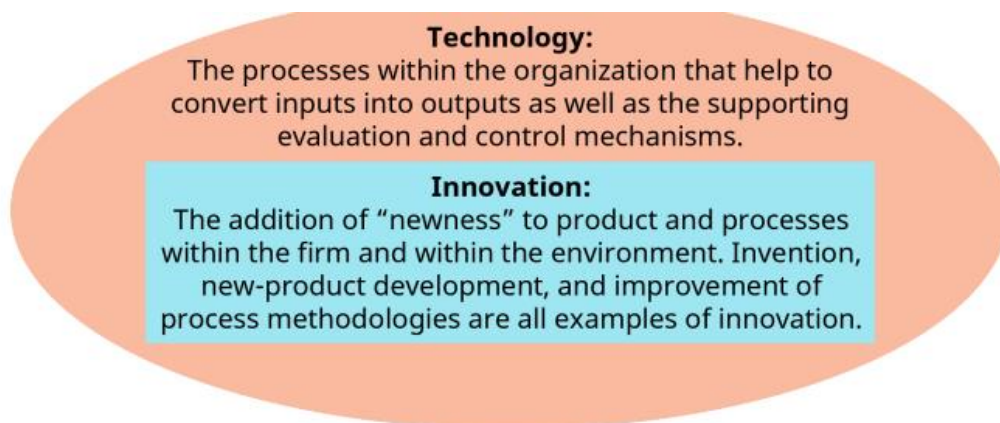 Technology:
The processes within the organization that help to
convert inputs into outputs as well as the supporting
evaluation and control mechanisms.
Innovation:
The addition of “newness” to product and processes
within the firm and within the environment. Invention,
new-product development, and improvement of
process methodologies are all examples of innovation.